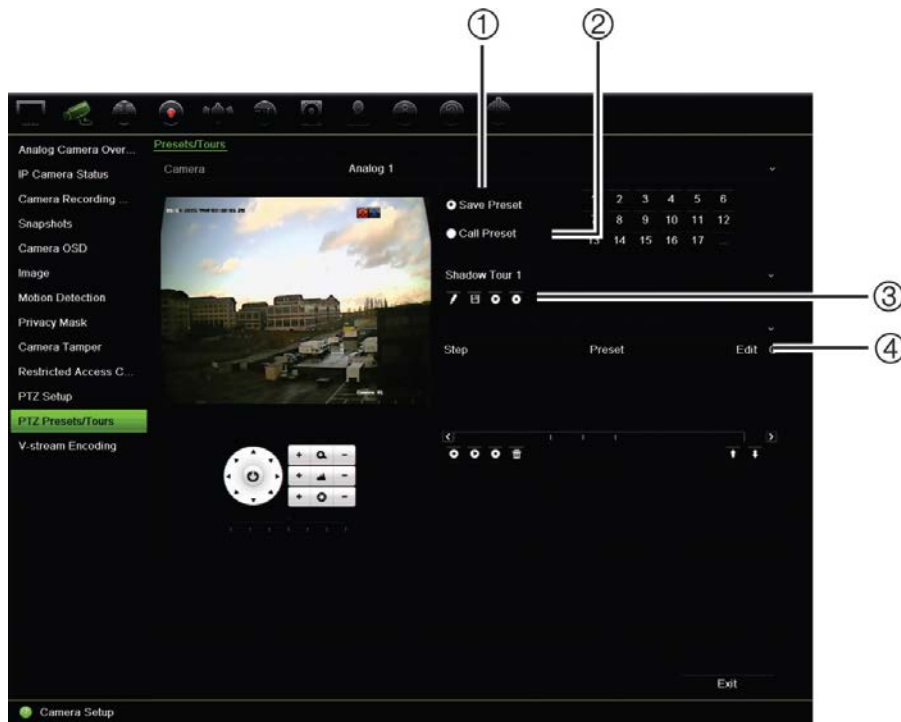 ① ②
Analog Camera Over...
IP Camera Status
Camera Recording ...
Snapshots
Camera OSD
Image
Motion Detection
Privacy Mask
Camera Tamper
Restricted Access C...
PTZ Setup
PTZ Presets/Tours
V-stream Encoding
Presets/Tours
Camera Analog 1
Camera 01
Save Preset
Call Preset
2 3 4 5 6
8 9 10 11 12
13 14 15 16 17 ...
Shadow Tour 1
③
Step Preset Edit
④
Exit
Camera Setup